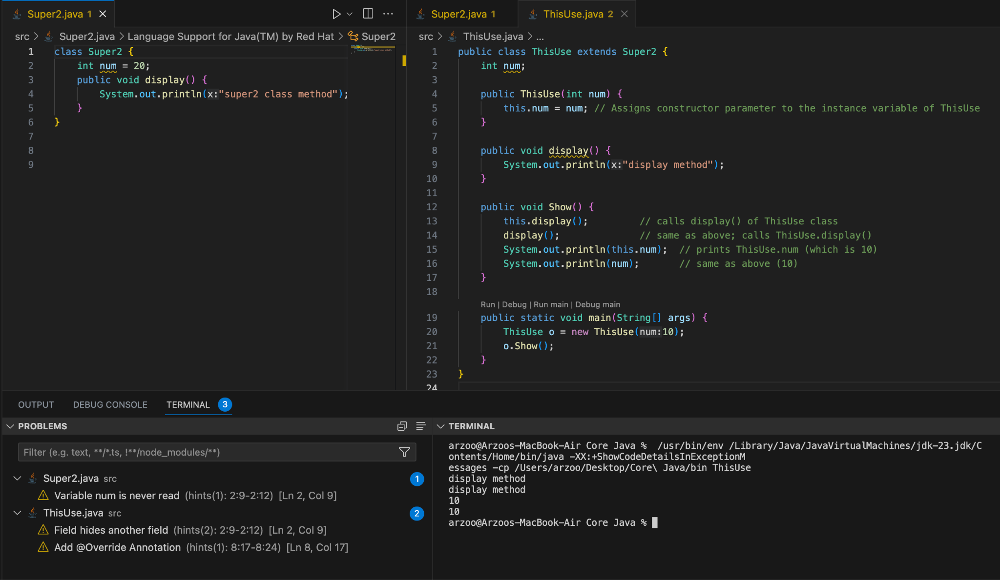 Super2.java 1
src > Super2.java > Language Support for Java(TM) by Red Hat > Super2
1 class Super2 {
2 int num = 20;
3 public void display() {
4 System.out.println(x:"super2 class method");
5 }
6 }
7
8
9
Super2.java 1 ThisUse.java 2
src > ThisUse.java > ...
1 public class ThisUse extends Super2 {
2 int num;
3
4 public ThisUse(int num) {
5 this.num = num; // Assigns constructor parameter to the instance variable of ThisUse
6 }
7
8 public void display() {
9 System.out.println(x:"display method");
10 }
11
12 public void Show() {
13 this.display(); // calls display() of ThisUse class
14 display(); // same as above; calls ThisUse.display()
15 System.out.println(this.num); // prints ThisUse.num (which is 10)
16 System.out.println(num); // same as above (10)
17 }
18
Run | Debug | Run main | Debug main
19 public static void main(String[] args) {
20 ThisUse o = new ThisUse(num:10);
21 o.Show();
22 }
23 }
24
OUTPUT DEBUG CONSOLE TERMINAL 3
PROBLEMS
Filter (e.g. text, **/*.ts, !**/node_modules/**)
Super2.java src 1
Variable num is never read (hints(1): 2:9-2:12) [Ln 2, Col 9]
ThisUse.java src 2
Field hides another field (hints(2): 2:9-2:12) [Ln 2, Col 9]
Add @Override Annotation (hints(1): 8:17-8:24) [Ln 8, Col 17]
TERMINAL
arzoo@Arzoos-MacBook-Air Core Java % /usr/bin/env /Library/Java/JavaVirtualMachines/jdk-23.jdk/C
ontents/Home/bin/java -XX:+ShowCodeDetailsInExceptionM
essages -cp /Users/arzoo/Desktop/Core\ Java/bin ThisUse
display method
display method
10
10
arzoo@Arzoos-MacBook-Air Core Java %